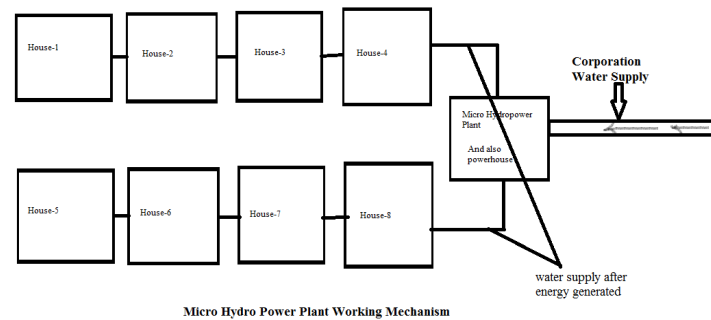 House-1
House-2
House-3
House-4
Corporation
Water Supply
Micro Hydropower
Plant
And also
powerhouse
House-5
House-6
House-7
House-8
water supply after
energy generated
Micro Hydro Power Plant Working Mechanism